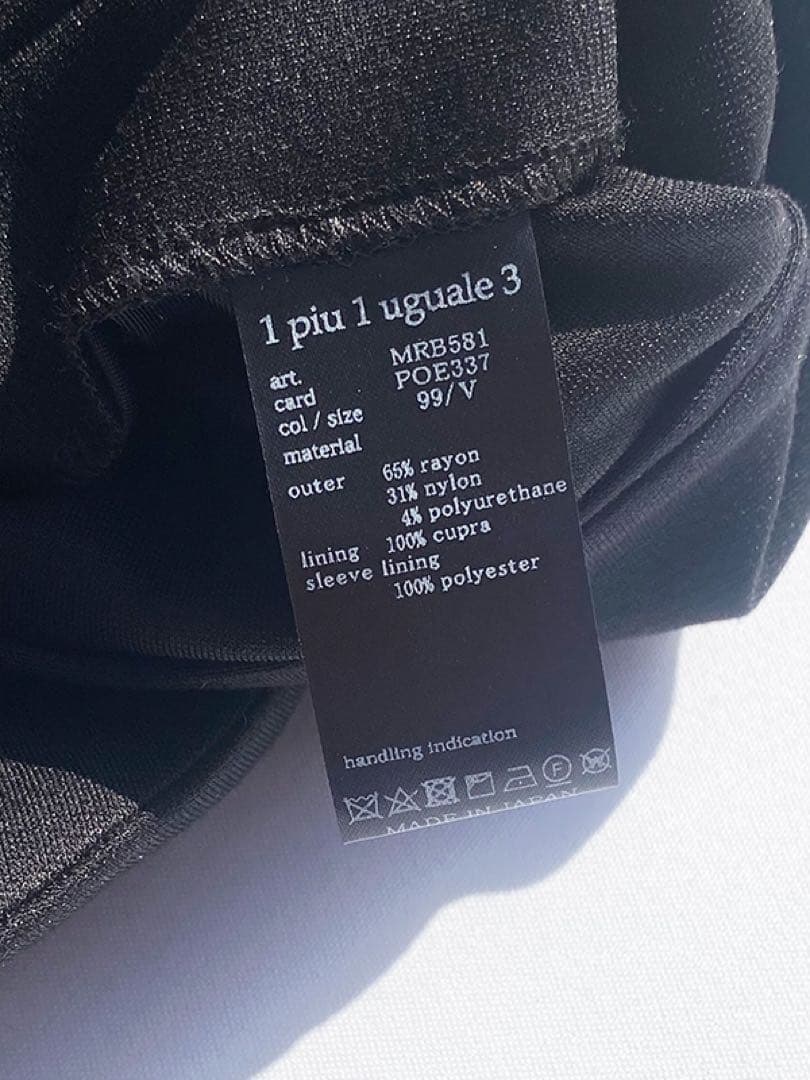 1 piu 1 uguale 3
art. MRB581
card POE337
col / size 99/V
material
outer 65% rayon
31% nylon
4% polyurethane
lining 100% cupra
sleeve lining
100% polyester
handling indication
F W
MADE IN JAPAN